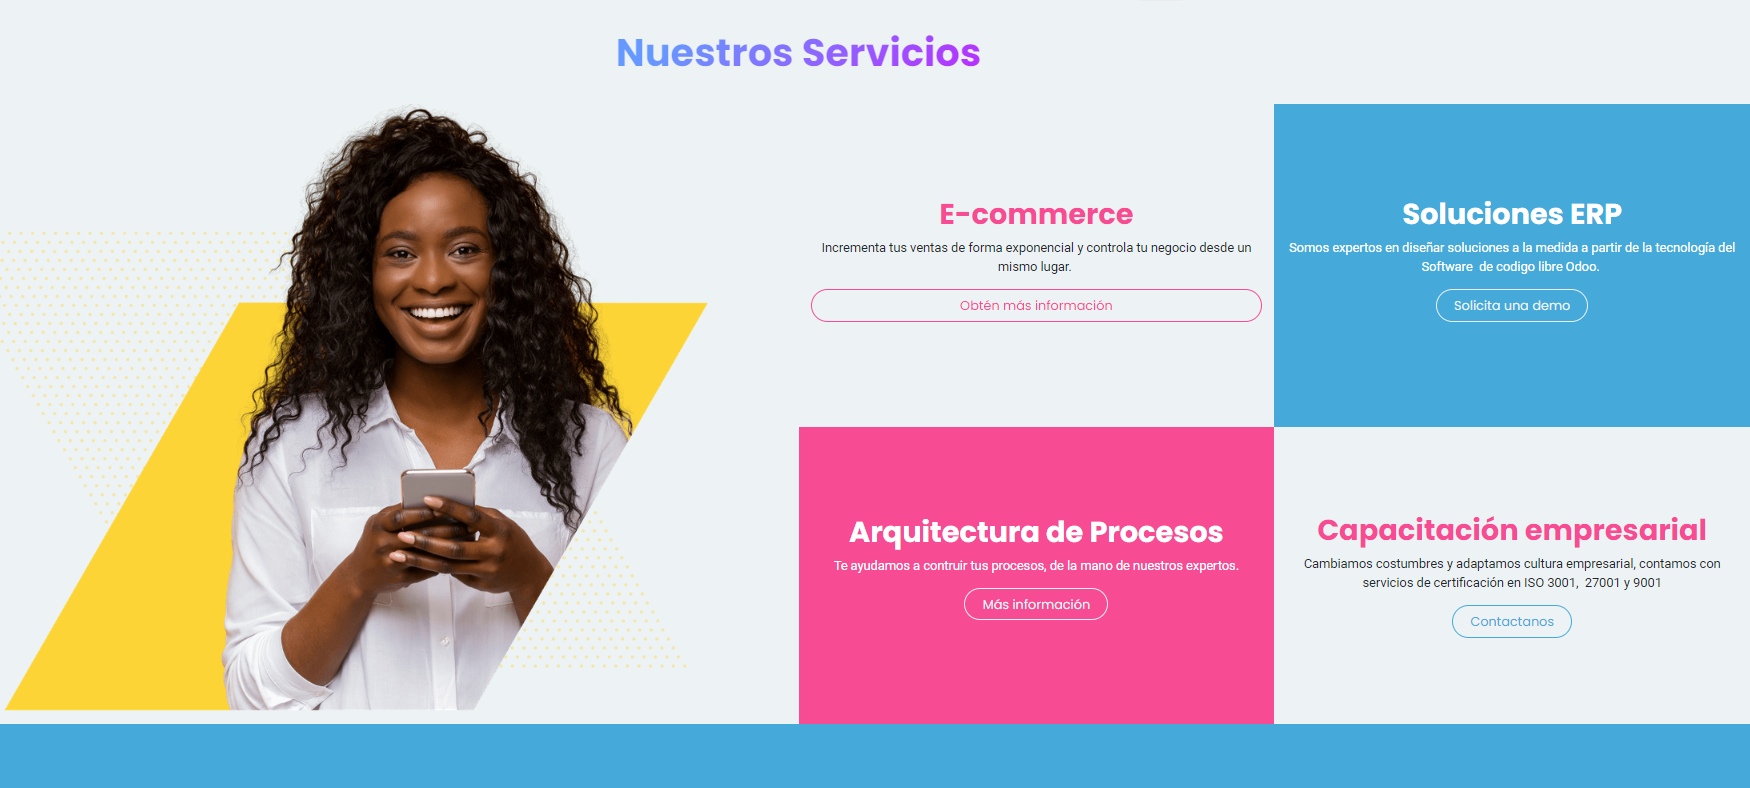 Nuestros Servicios
E-commerce
Incrementa tus ventas de forma exponencial y controla tu negocio desde un
mismo lugar.
Obtén más información
Soluciones ERP
Somos expertos en diseñar soluciones a la medida a partir de la tecnología del
Software  de codigo libre Odoo.
Solicita una demo
Arquitectura de Procesos
Te ayudamos a contruir tus procesos, de la mano de nuestros expertos.
Más información
Capacitación empresarial
Cambiamos costumbres y adaptamos cultura empresarial, contamos con
servicios de certificación en ISO 3001,  27001 y 9001
Contactanos